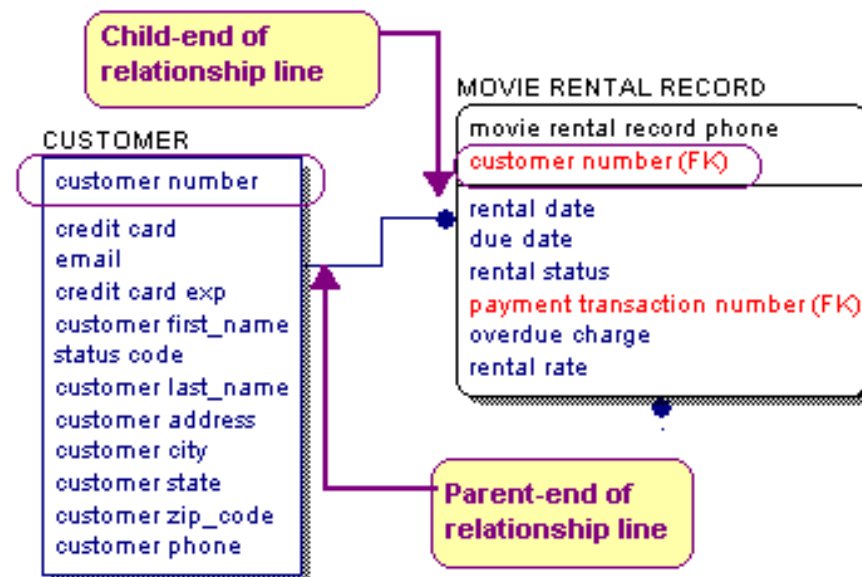 Child-end of
relationship line
MOVIE RENTAL RECORD
movie rental record phone
customer number (FK)
rental date
due date
rental status
payment transaction number (FK)
overdue charge
rental rate
CUSTOMER
customer number
credit card
email
credit card exp
customer first_name
status code
customer last_name
customer address
customer city
customer state
customer zip_code
customer phone
Parent-end of
relationship line